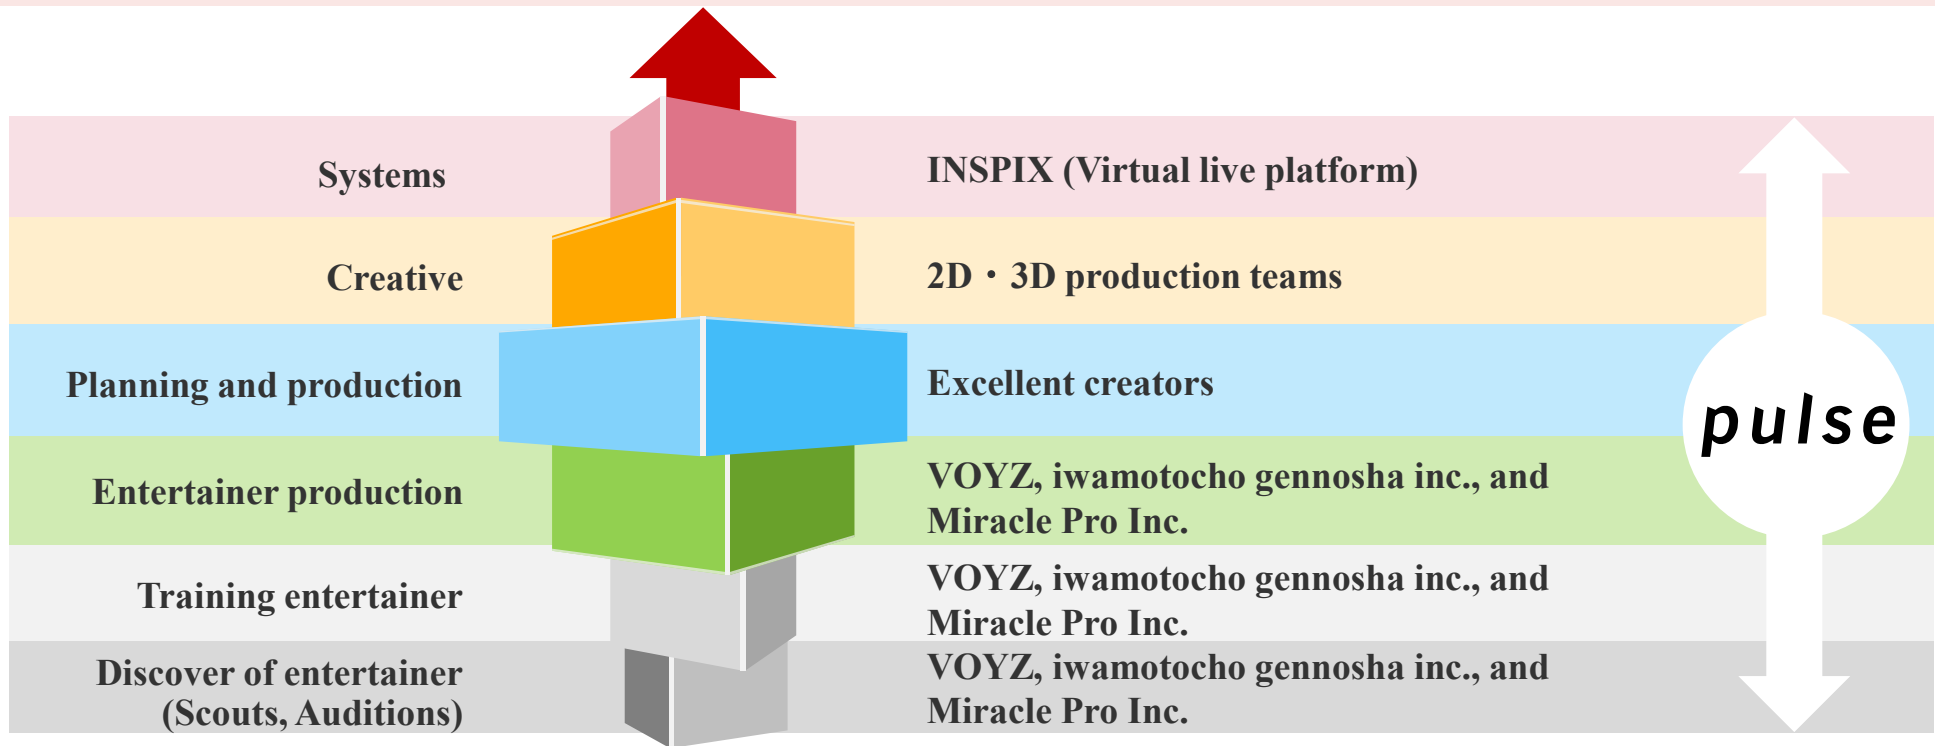 Systems
INSPIX (Virtual live platform)
Creative
2D・3D production teams
Planning and production
Excellent creators
Entertainer production
VOYZ, iwamotocho gennosha inc., and
Miracle Pro Inc.
Training entertainer
VOYZ, iwamotocho gennosha inc., and
Miracle Pro Inc.
Discover of entertainer
(Scouts, Auditions)
VOYZ, iwamotocho gennosha inc., and
Miracle Pro Inc.
pulse